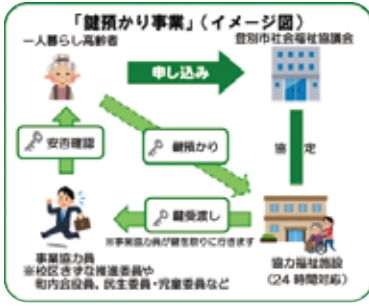 「鍵預かり事業」(イメージ図)
一人暮らし高齢者
登別市社会福祉協議会
申し込み
安否確認
鍵預かり
協 定
鍵受渡し
※事業協力員が鍵を取りに行きます
事業協力員
※校区きずな推進委員や
町内会役員、民生委員・児童委員など
協力福祉施設
(24時間対応)